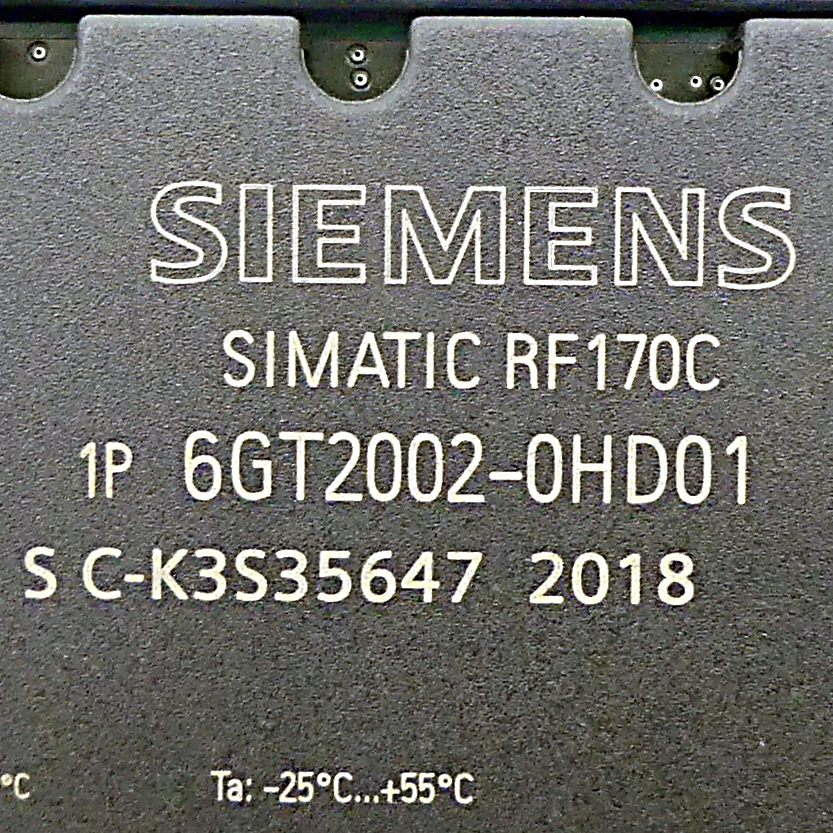 SIEMENS
SIMATIC RF170C
1P 6GT2002-0HD01
S C-K3S35647 2018
°C Ta: -25°C...+55°C